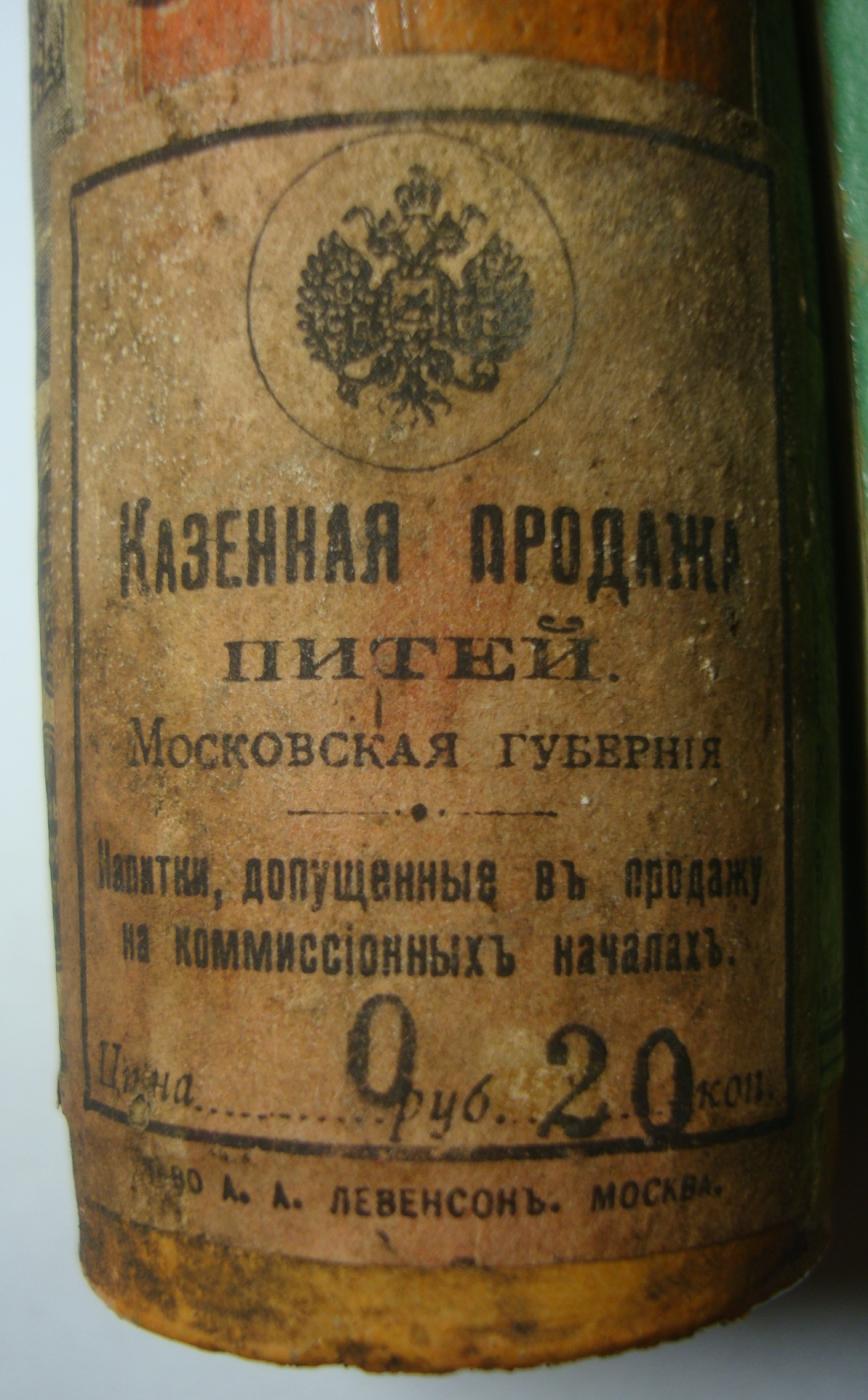 Казенная продажа
питей.
Московская губернія
Напитки, допущенные въ продажу
на коммиссіонныхъ началахъ.
Цѣна 0 руб. 20 коп.
А. А. ЛЕВЕНСОНЪ. МОСКВА.